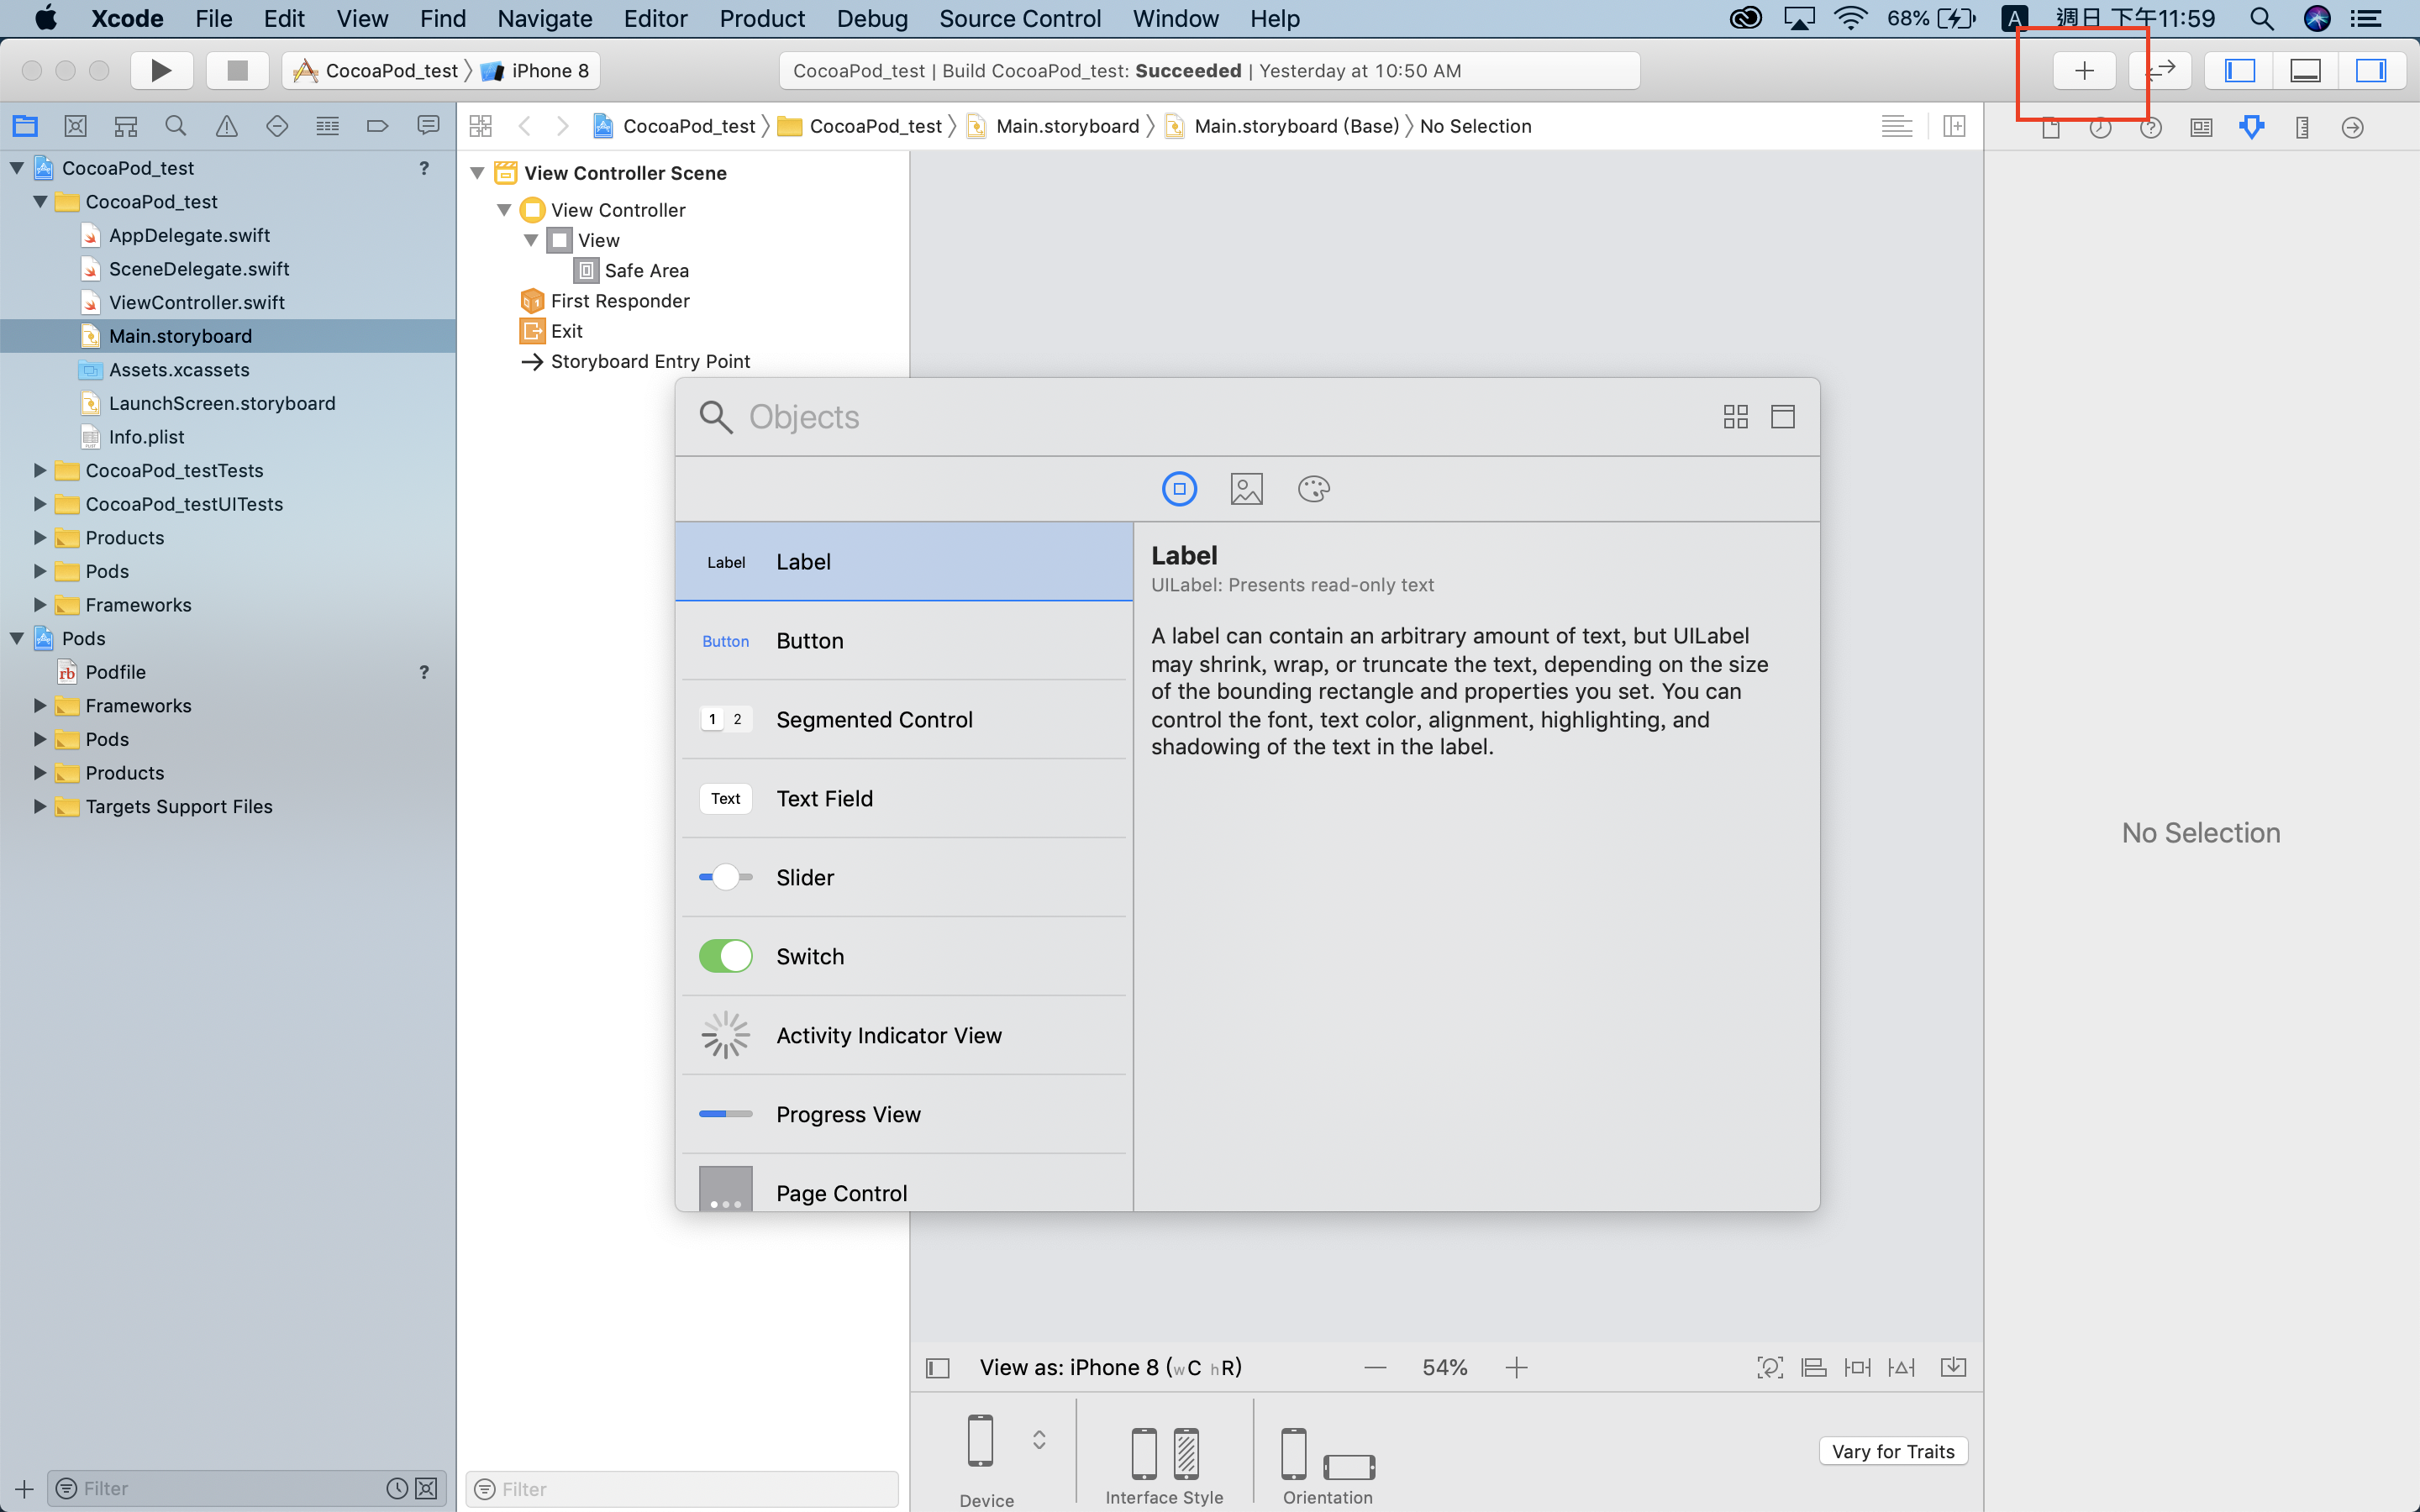 Xcode File Edit View Find Navigate Editor Product Debug Source Control Window Help 68% A 週日 下午11:59
CocoaPod_test iPhone 8
CocoaPod_test | Build CocoaPod_test: Succeeded | Yesterday at 10:50 AM
CocoaPod_test CocoaPod_test Main.storyboard Main.storyboard (Base) No Selection
CocoaPod_test ?
CocoaPod_test
AppDelegate.swift
SceneDelegate.swift
ViewController.swift
Main.storyboard
Assets.xcassets
LaunchScreen.storyboard
Info.plist
CocoaPod_testTests
CocoaPod_testUITests
Products
Pods
Frameworks
Pods
rb Podfile ?
Frameworks
Pods
Products
Targets Support Files
Filter
View Controller Scene
View Controller
View
Safe Area
First Responder
Exit
Storyboard Entry Point
Filter
Objects
Label Label
Button Button
1 2 Segmented Control
Text Text Field
Slider
Switch
Activity Indicator View
Progress View
Page Control
Label
UILabel: Presents read-only text
A label can contain an arbitrary amount of text, but UILabel
may shrink, wrap, or truncate the text, depending on the size
of the bounding rectangle and properties you set. You can
control the font, text color, alignment, highlighting, and
shadowing of the text in the label.
No Selection
View as: iPhone 8 (wC hR) 54%
Device
Interface Style
Orientation
Vary for Traits